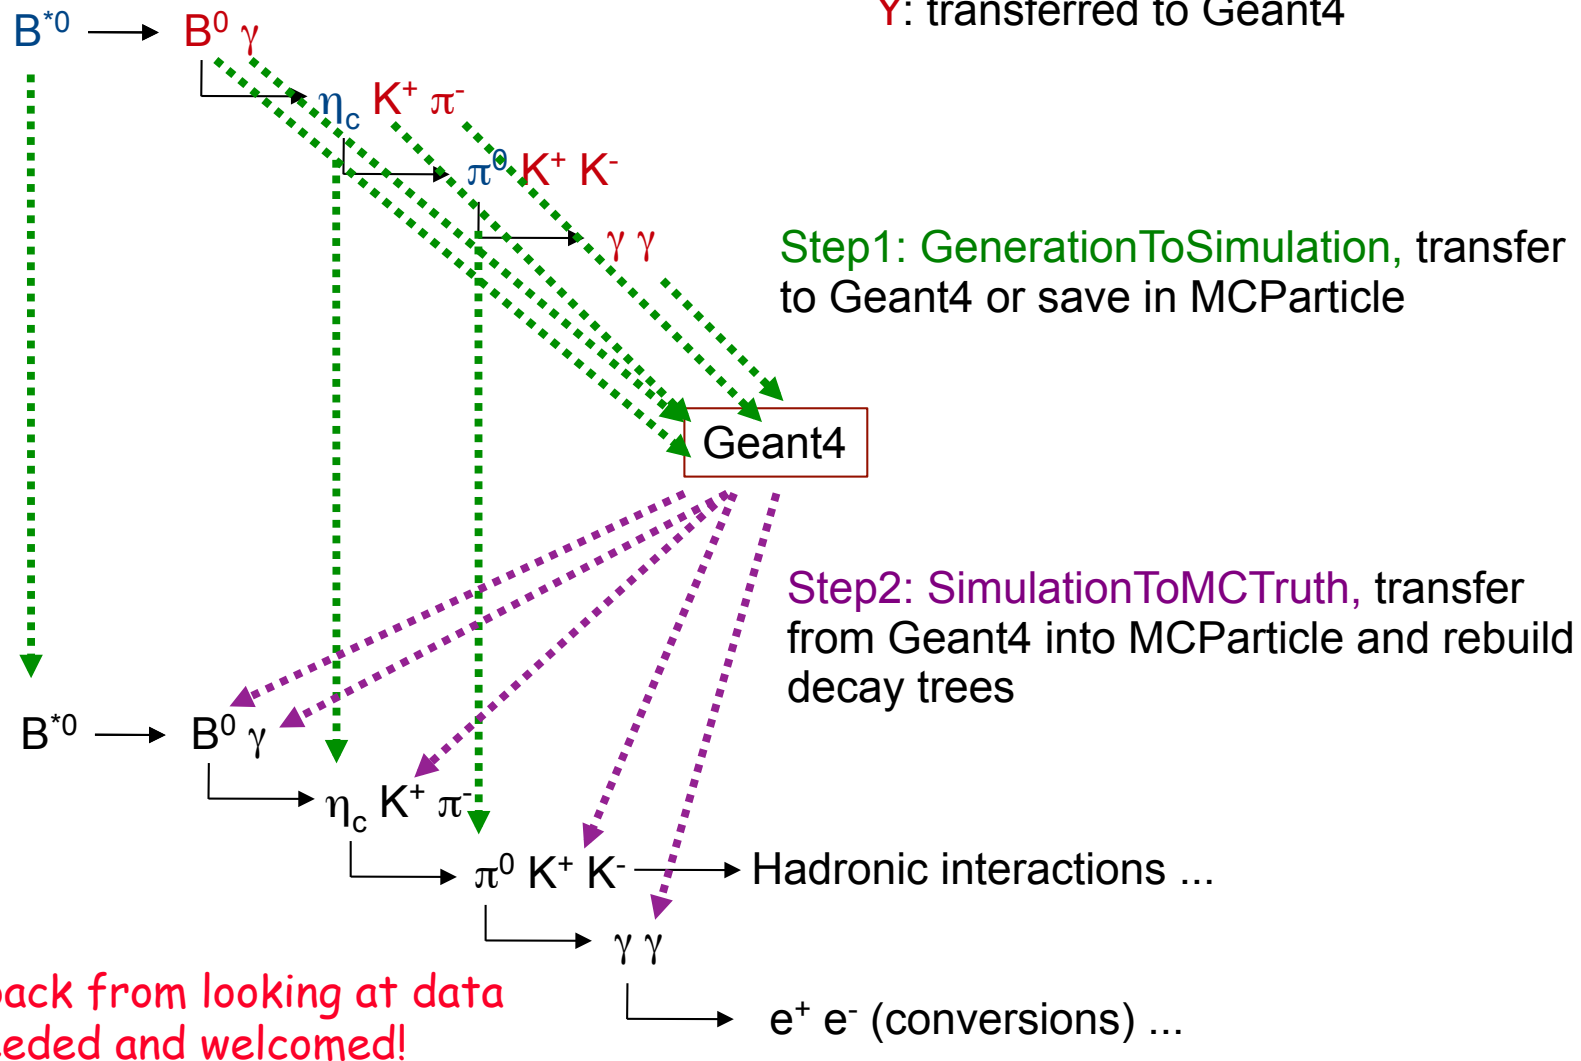 Y: transferred to Geant4
B*0 B0 γ
ηc K+ π-
π0 K+ K-
γ γ
Step1: GenerationToSimulation, transfer
to Geant4 or save in MCParticle
Geant4
Step2: SimulationToMCTruth, transfer
from Geant4 into MCParticle and rebuild
decay trees
B*0 B0 γ
ηc K+ π-
π0 K+ K- Hadronic interactions ...
γ γ
back from looking at data
eded and welcomed!
e+ e- (conversions) ...